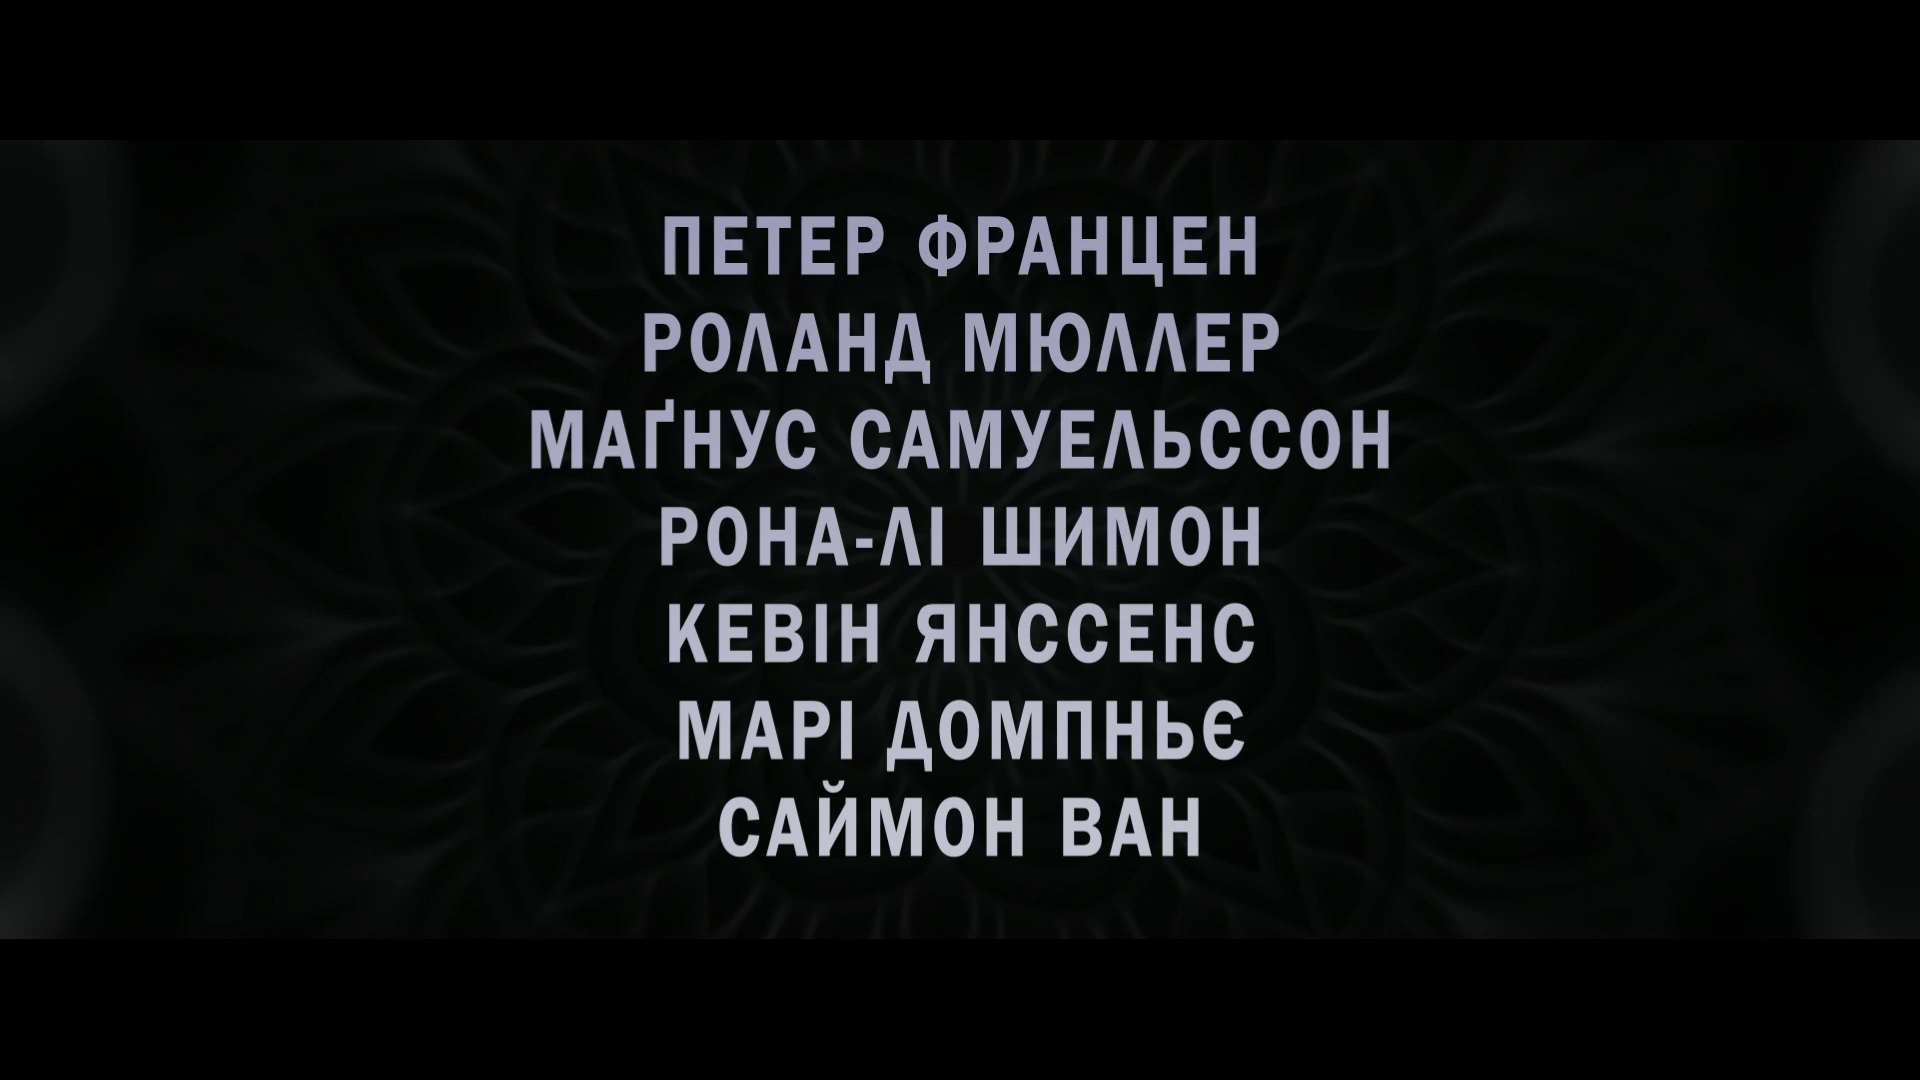 ПЕТЕР ФРАНЦЕН
РОЛАНД МЮЛЛЕР
МАҐНУС САМУЕЛЬССОН
РОНА-ЛІ ШИМОН
КЕВІН ЯНССЕНС
МАРІ ДОМПНЬЄ
САЙМОН ВАН